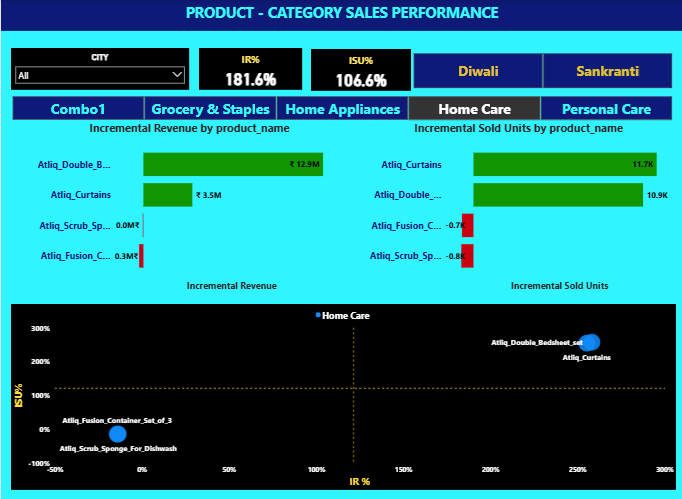 PRODUCT - CATEGORY SALES PERFORMANCE
CITY
All
IR%
181.6%
ISU%
106.6%
Diwali
Sankranti
Combo1
Grocery & Staples
Home Appliances
Home Care
Personal Care
Incremental Revenue by product_name
Atliq_Double_B...
₹ 12.9M
Atliq_Curtains
₹ 3.5M
Atliq_Scrub_Sp...
0.0M₹
Atliq_Fusion_C...
0.3M₹
Incremental Revenue
Incremental Sold Units by product_name
Atliq_Curtains
11.7K
Atliq_Double_...
10.9K
Atliq_Fusion_C...
-0.7K
Atliq_Scrub_Sp...
-0.8K
Incremental Sold Units
Home Care
ISU%
300%
200%
100%
0%
-100%
Atliq_Double_Bedsheet_set
Atliq_Curtains
Atliq_Fusion_Container_Set_of_3
Atliq_Scrub_Sponge_For_Dishwash
-50%
0%
50%
100%
150%
200%
250%
300%
IR %